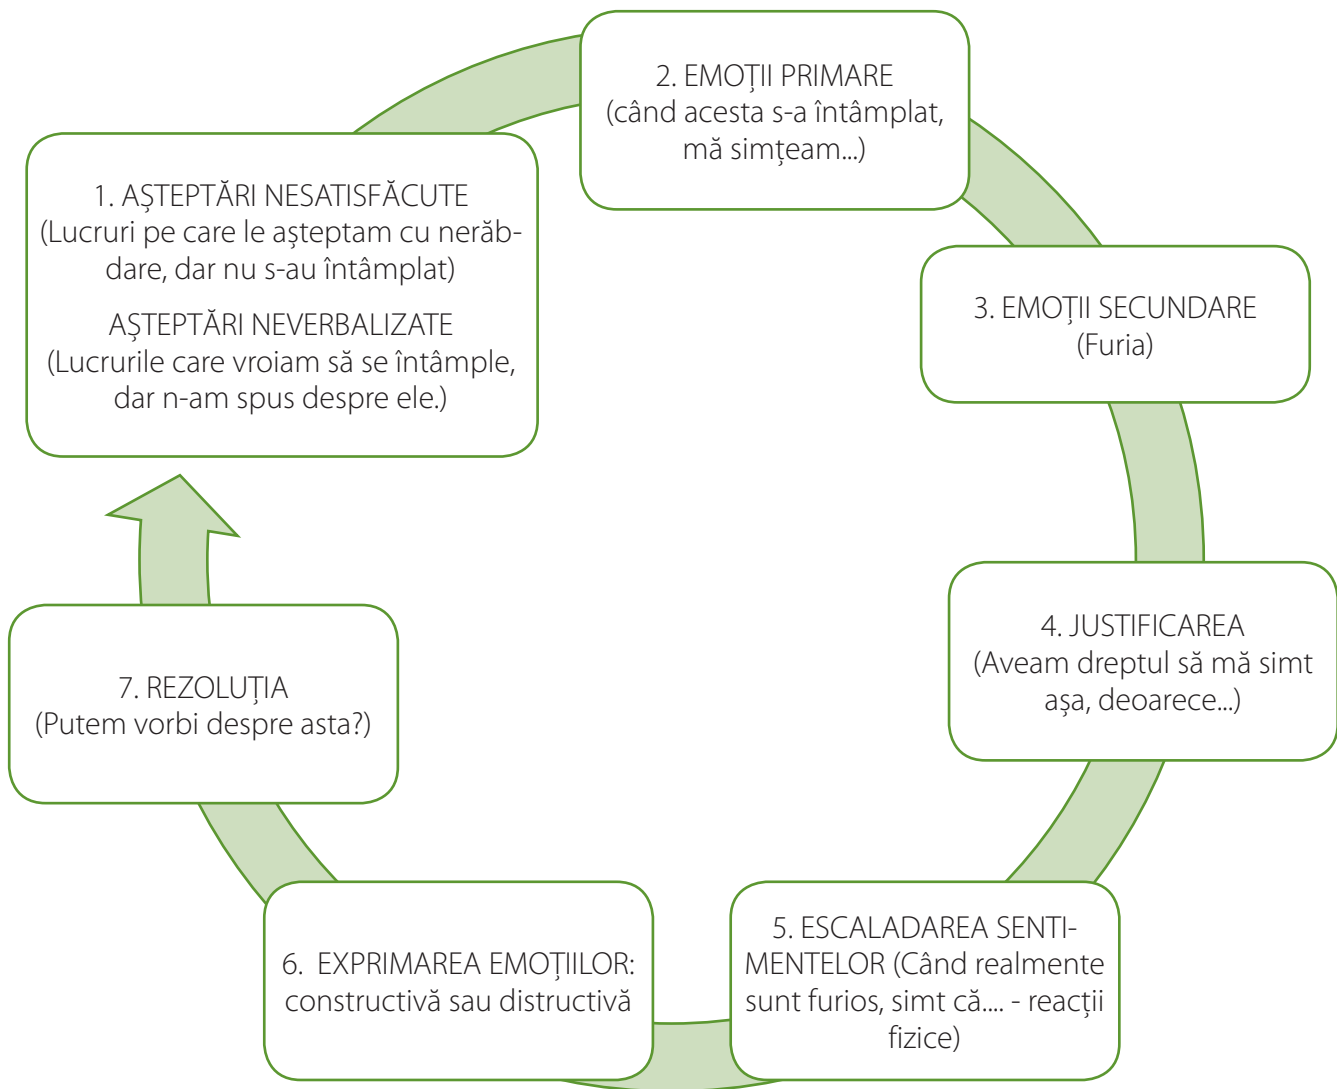 1. AȘTEPTĂRI NESATISFĂCUTE
(Lucruri pe care le așteptam cu nerăb-
dare, dar nu s-au întâmplat)
AȘTEPTĂRI NEVERBALIZATE
(Lucrurile care vroiam să se întâmple,
dar n-am spus despre ele.)
2. EMOȚII PRIMARE
(când acesta s-a întâmplat,
mă simțeam...)
3. EMOȚII SECUNDARE
(Furia)
4. JUSTIFICAREA
(Aveam dreptul să mă simt
așa, deoarece...)
5. ESCALADAREA SENTI-
MENTELOR (Când realmente
sunt furios, simt că.... - reacții
fizice)
6. EXPRIMAREA EMOȚIILOR:
constructivă sau distructivă
7. REZOLUȚIA
(Putem vorbi despre asta?)